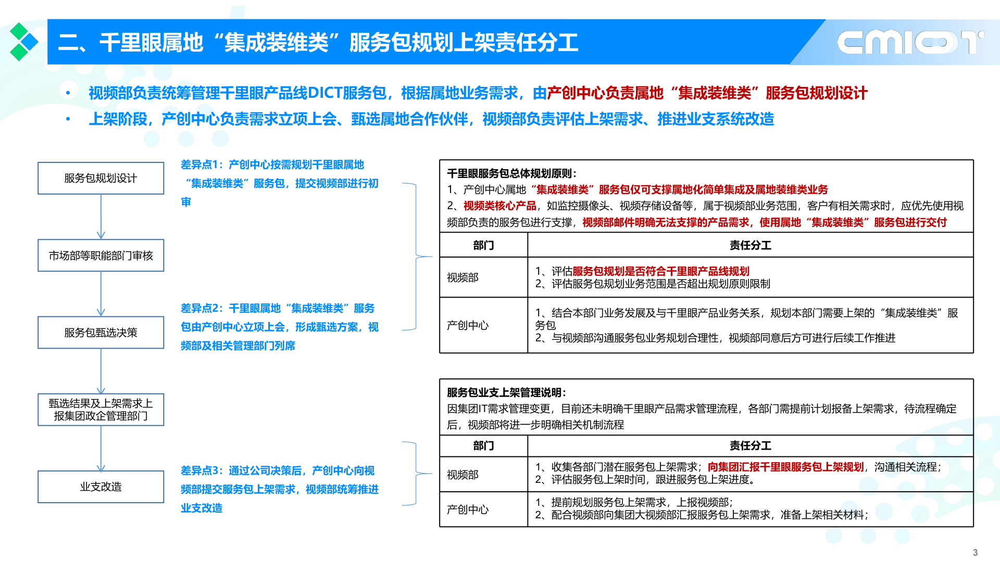 二、千里眼属地“集成装维类”服务包规划上架责任分工
CMIOT
• 视频部负责统筹管理千里眼产品线DICT服务包，根据属地业务需求，由产创中心负责属地“集成装维类”服务包规划设计
• 上架阶段，产创中心负责需求立项上会、甄选属地合作伙伴，视频部负责评估上架需求、推进业支系统改造
服务包规划设计
市场部等职能部门审核
服务包甄选决策
甄选结果及上架需求上
报集团政企管理部门
业支改造
差异点1：产创中心按需规划千里眼属地
“集成装维类”服务包，提交视频部进行初
审
差异点2：千里眼属地“集成装维类”服务
包由产创中心立项上会，形成甄选方案，视
频部及相关管理部门列席
差异点3：通过公司决策后，产创中心向视
频部提交服务包上架需求，视频部统筹推进
业支改造
千里眼服务包总体规划原则：
1、产创中心属地“集成装维类”服务包仅可支撑属地化简单集成及属地装维类业务
2、视频类核心产品，如监控摄像头、视频存储设备等，属于视频部业务范围，客户有相关需求时，应优先使用视
频部负责的服务包进行支撑，视频部邮件明确无法支撑的产品需求，使用属地“集成装维类”服务包进行交付
部门 责任分工
视频部
1、评估服务包规划是否符合千里眼产品线规划
2、评估服务包规划业务范围是否超出规划原则限制
产创中心
1、结合本部门业务发展及与千里眼产品业务关系，规划本部门需要上架的“集成装维类”服
务包
2、与视频部沟通服务包业务规划合理性，视频部同意后方可进行后续工作推进
服务包业支上架管理说明：
因集团IT需求管理变更，目前还未明确千里眼产品需求管理流程，各部门需提前计划报备上架需求，待流程确定
后，视频部将进一步明确相关机制流程
部门 责任分工
视频部
1、收集各部门潜在服务包上架需求；向集团汇报千里眼服务包上架规划，沟通相关流程；
2、评估服务包上架时间，跟进服务包上架进度。
产创中心
1、提前规划服务包上架需求，上报视频部；
2、配合视频部向集团大视频部汇报服务包上架需求，准备上架相关材料；
3